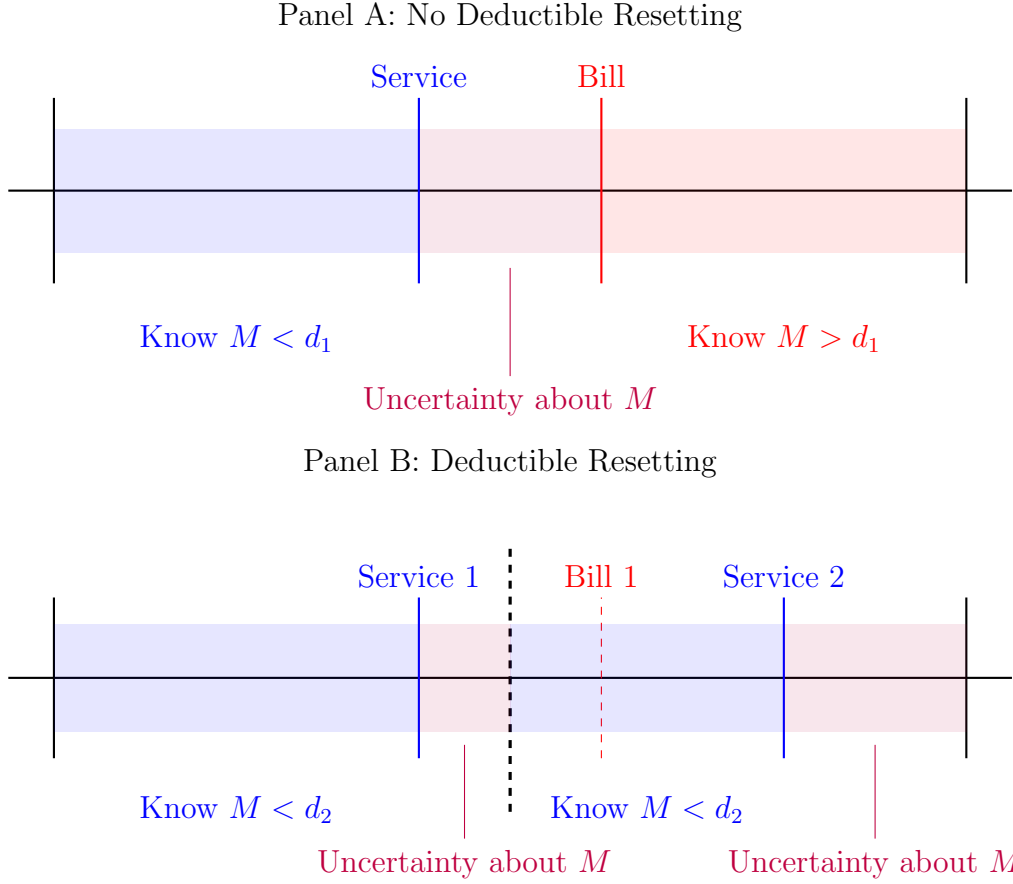 Panel A: No Deductible Resetting
Service
Bill
Know M < d₁
Know M > d₁
Uncertainty about M
Panel B: Deductible Resetting
Service 1
Bill 1
Service 2
Know M < d₂
Know M < d₂
Uncertainty about M
Uncertainty about M